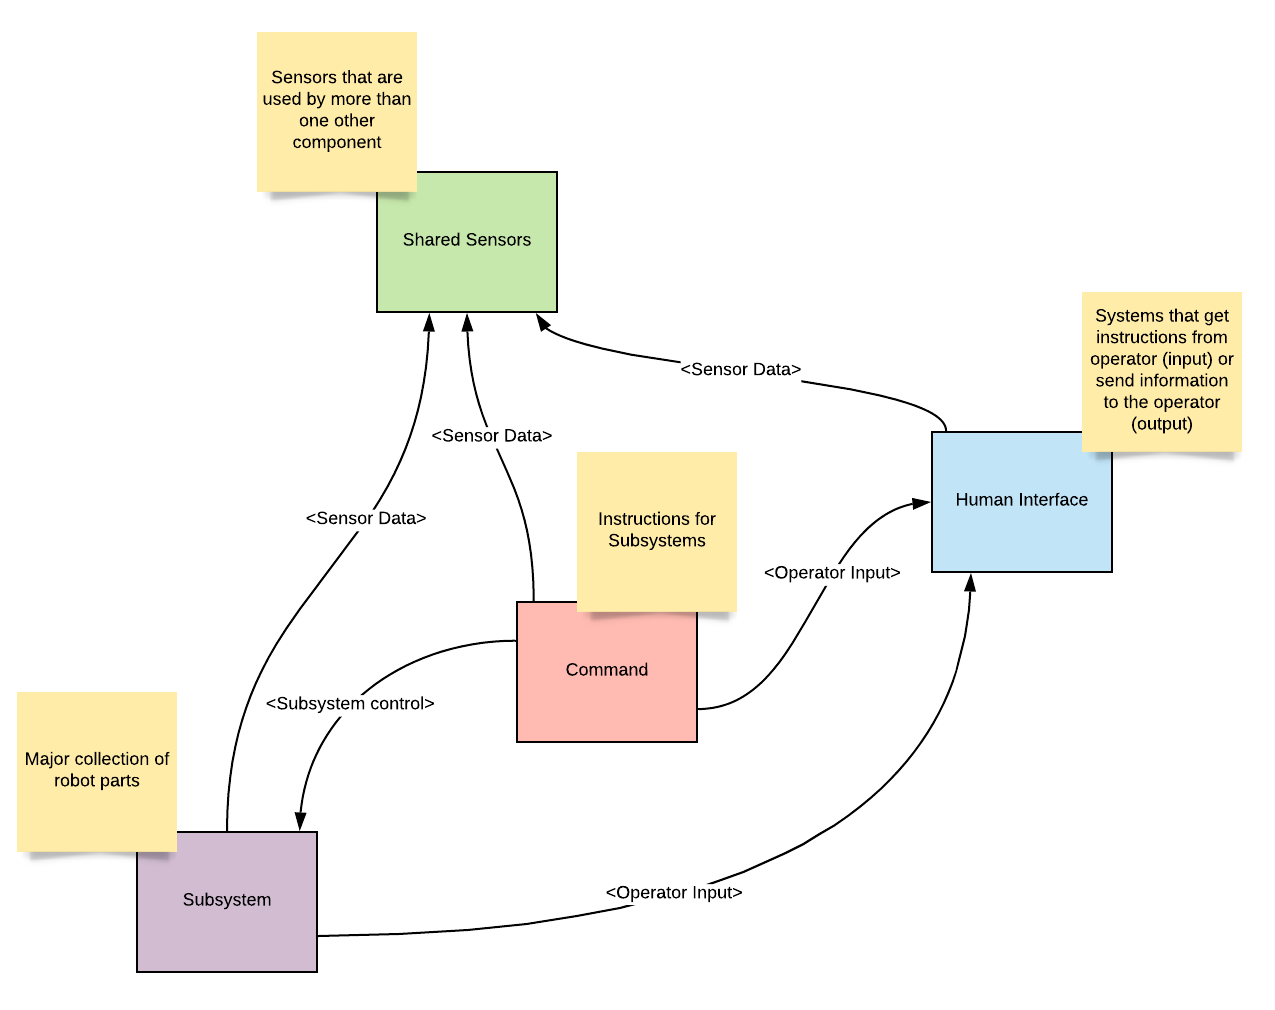 Sensors that are
used by more than
one other
component
Shared Sensors
Systems that get
instructions from
operator (input) or
send information
to the operator
(output)
<Sensor Data>
<Sensor Data>
Human Interface
<Sensor Data>
Instructions for
Subsystems
<Operator Input>
Command
<Subsystem control>
Major collection of
robot parts
Subsystem
<Operator Input>